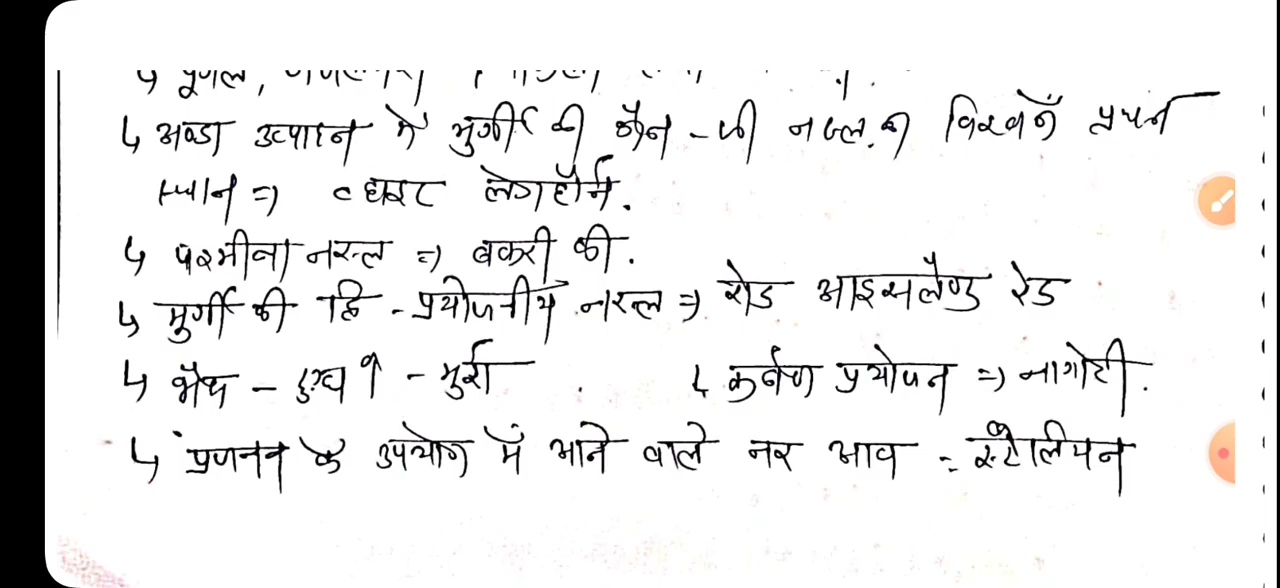 ↳ पूगल,
↳ अण्डा उत्पादन में मुर्गी की कौन - सी नस्ल का विश्व में प्रथम
स्थान ⇒ व्हाइट लेगहॉर्न.
↳ पश्मीना नस्ल ⇒ बकरी की.
↳ मुर्गी की द्वि - प्रयोजनीय नस्ल ⇒ रोड आइसलैण्ड रेड
↳ भैंस - दुग्ध ↑ - मुर्रा ↳ कर्षण प्रयोजन ⇒ नागोरी.
↳ प्रजनन के उपयोग में आने वाले नर = स्टैलियन